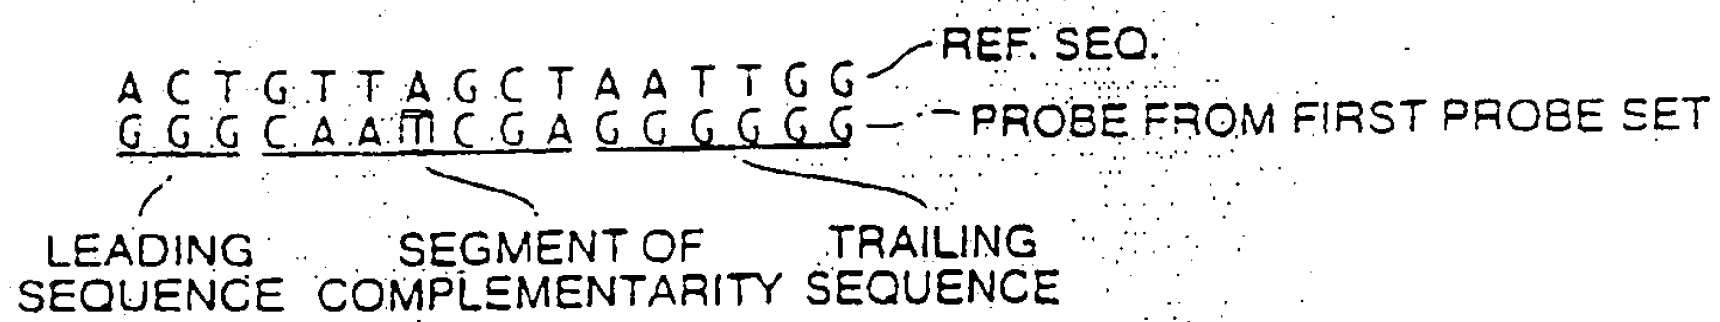 REF. SEQ.
A C T G T T A G C T A A T T G G
G G G C A A T C G A G G G G G G
PROBE FROM FIRST PROBE SET
LEADING SEQUENCE
SEGMENT OF COMPLEMENTARITY
TRAILING SEQUENCE